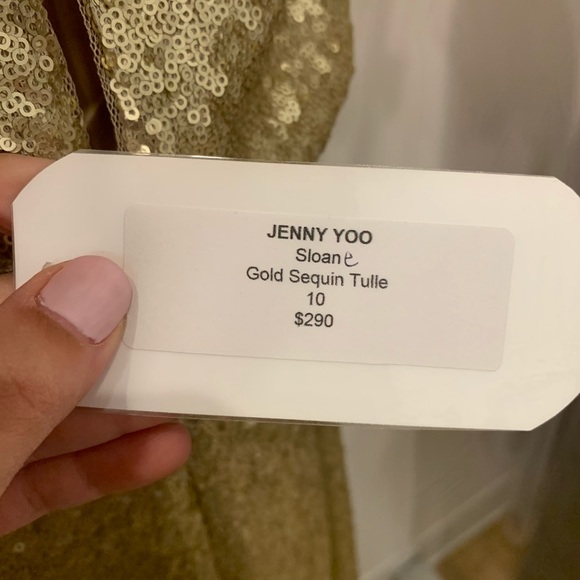 JENNY YOO
Sloane
Gold Sequin Tulle
10
$290